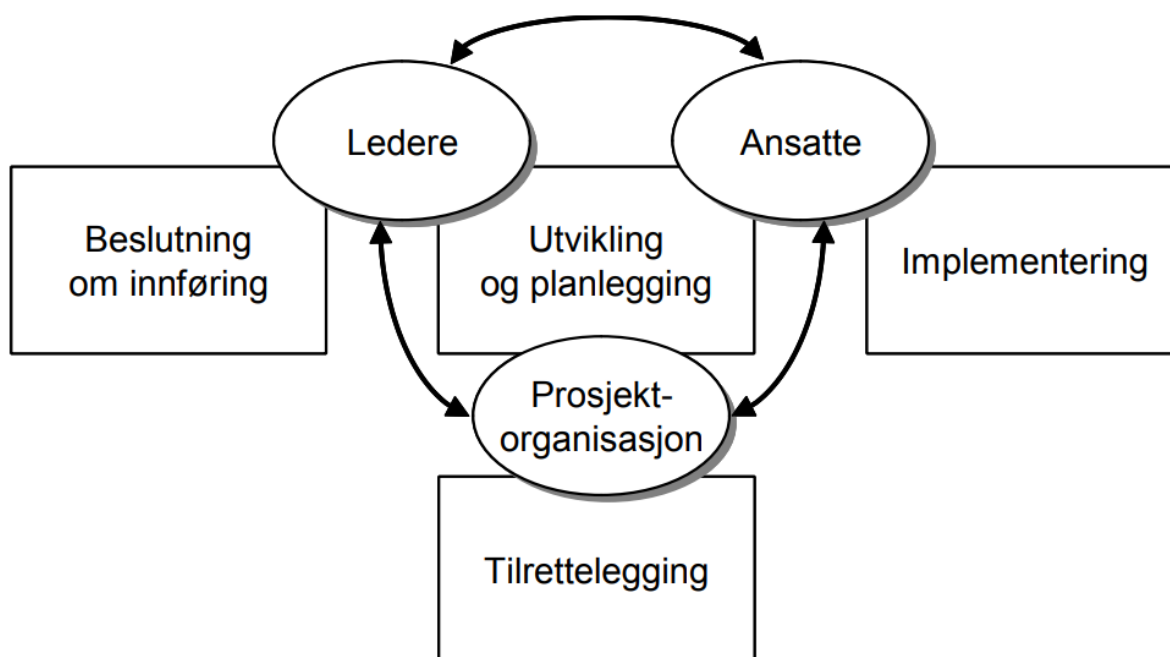 Ledere
Ansatte
Beslutning
om innføring
Utvikling
og planlegging
Implementering
Prosjekt-
organisasjon
Tilrettelegging